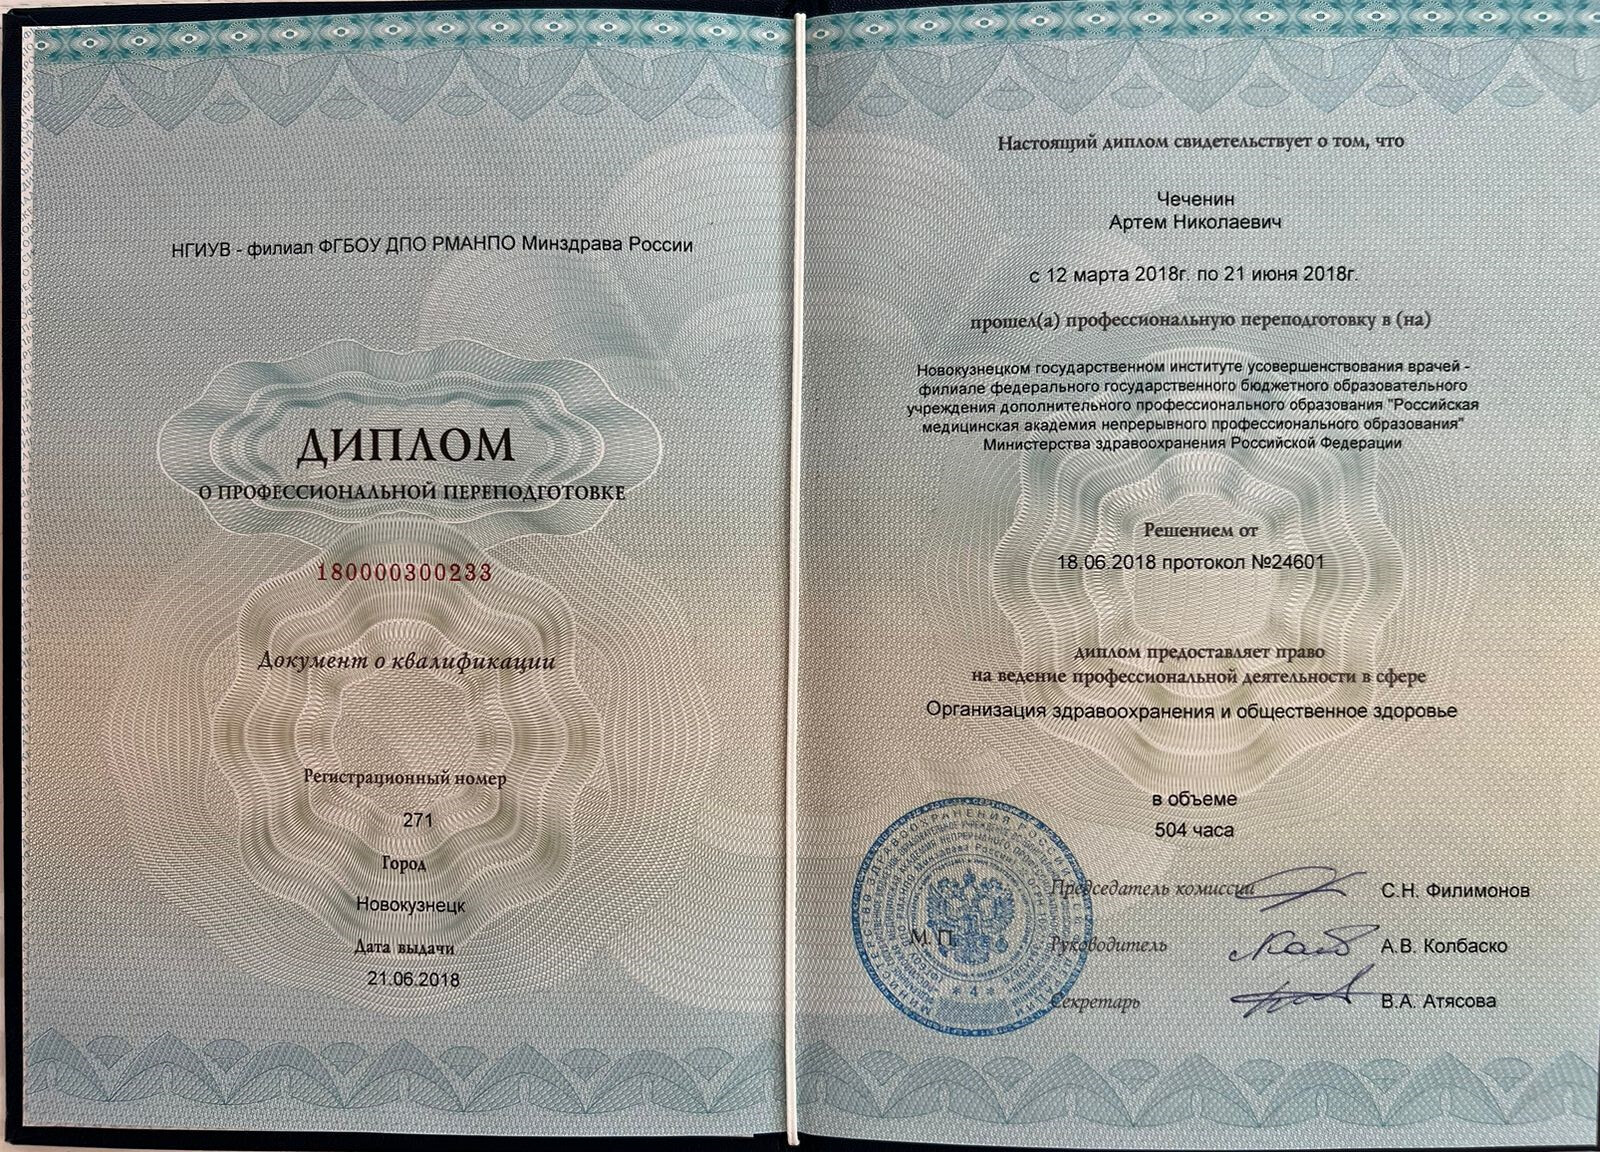 НГИУВ - филиал ФГБОУ ДПО РМАНПО Минздрава России
ДИПЛОМ
О ПРОФЕССИОНАЛЬНОЙ ПЕРЕПОДГОТОВКЕ
180000300233
Документ о квалификации
Регистрационный номер
271
Город
Новокузнецк
Дата выдачи
21.06.2018
Настоящий диплом свидетельствует о том, что
Чеченин
Артем Николаевич
с 12 марта 2018г. по 21 июня 2018г.
прошел(а) профессиональную переподготовку в (на)
Новокузнецком государственном институте усовершенствования врачей -
филиале федерального государственного бюджетного образовательного
учреждения дополнительного профессионального образования "Российская
медицинская академия непрерывного профессионального образования"
Министерства здравоохранения Российской Федерации
Решением от
18.06.2018 протокол №24601
диплом предоставляет право
на ведение профессиональной деятельности в сфере
Организация здравоохранения и общественное здоровье
в объеме
504 часа
Председатель комиссии С.Н. Филимонов
М.П. Руководитель А.В. Колбаско
Секретарь В.А. Атясова